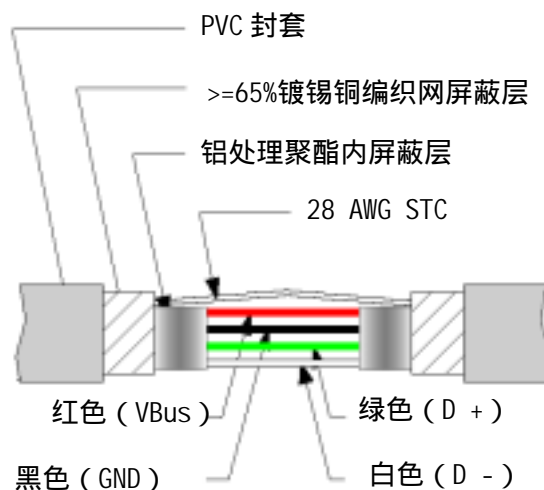 PVC 封套
>=65%镀锡铜编织网屏蔽层
铝处理聚酯内屏蔽层
28 AWG STC
红色（VBus）
绿色（D +）
黑色（GND）
白色（D -）